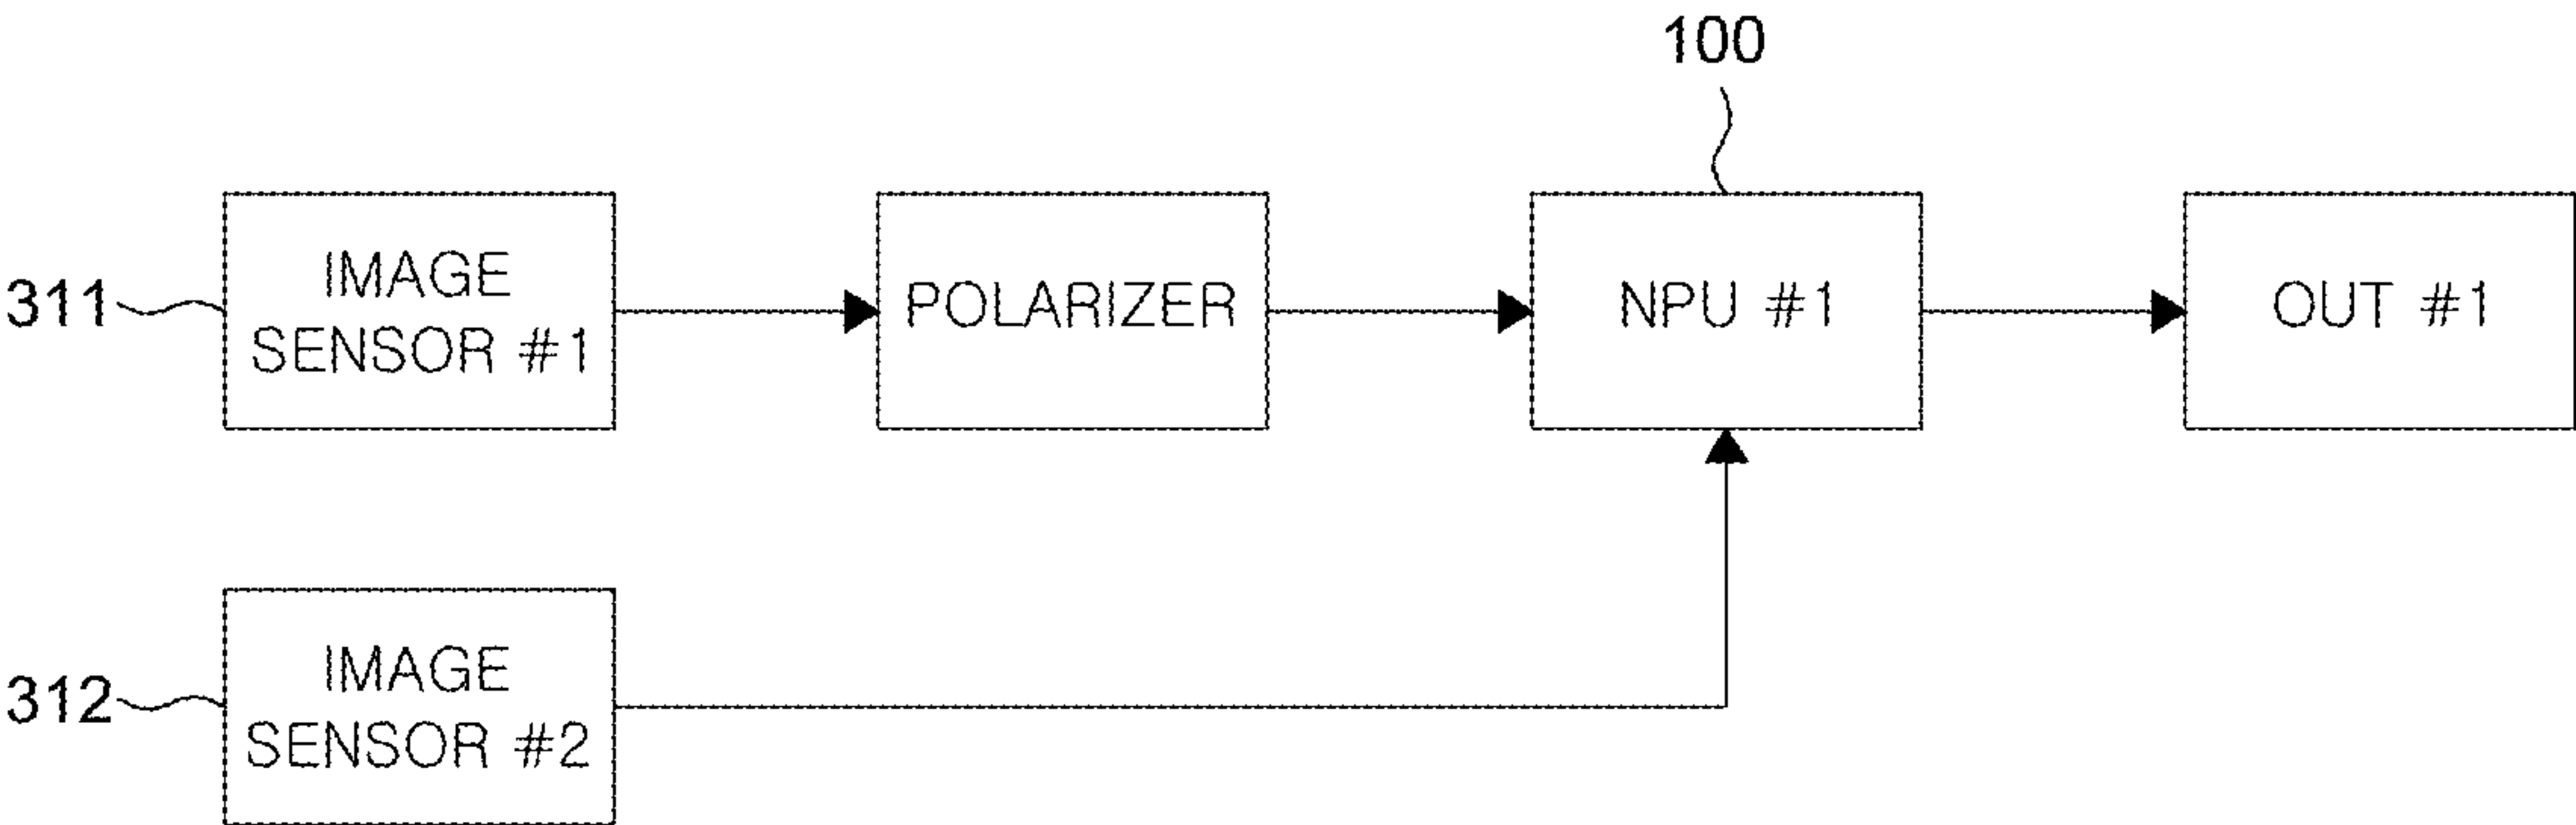 100
311
IMAGE
SENSOR #1
POLARIZER
NPU #1
OUT #1
312
IMAGE
SENSOR #2